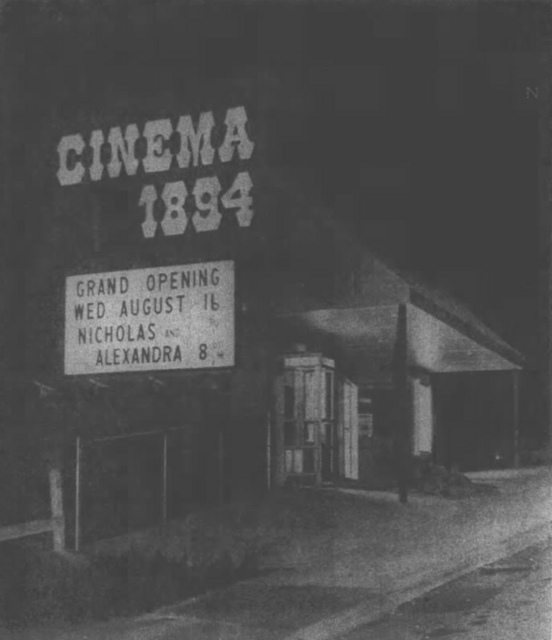 CINEMA
1894
GRAND OPENING
WED. AUGUST 16
NICHOLAS AND
ALEXANDRA 8